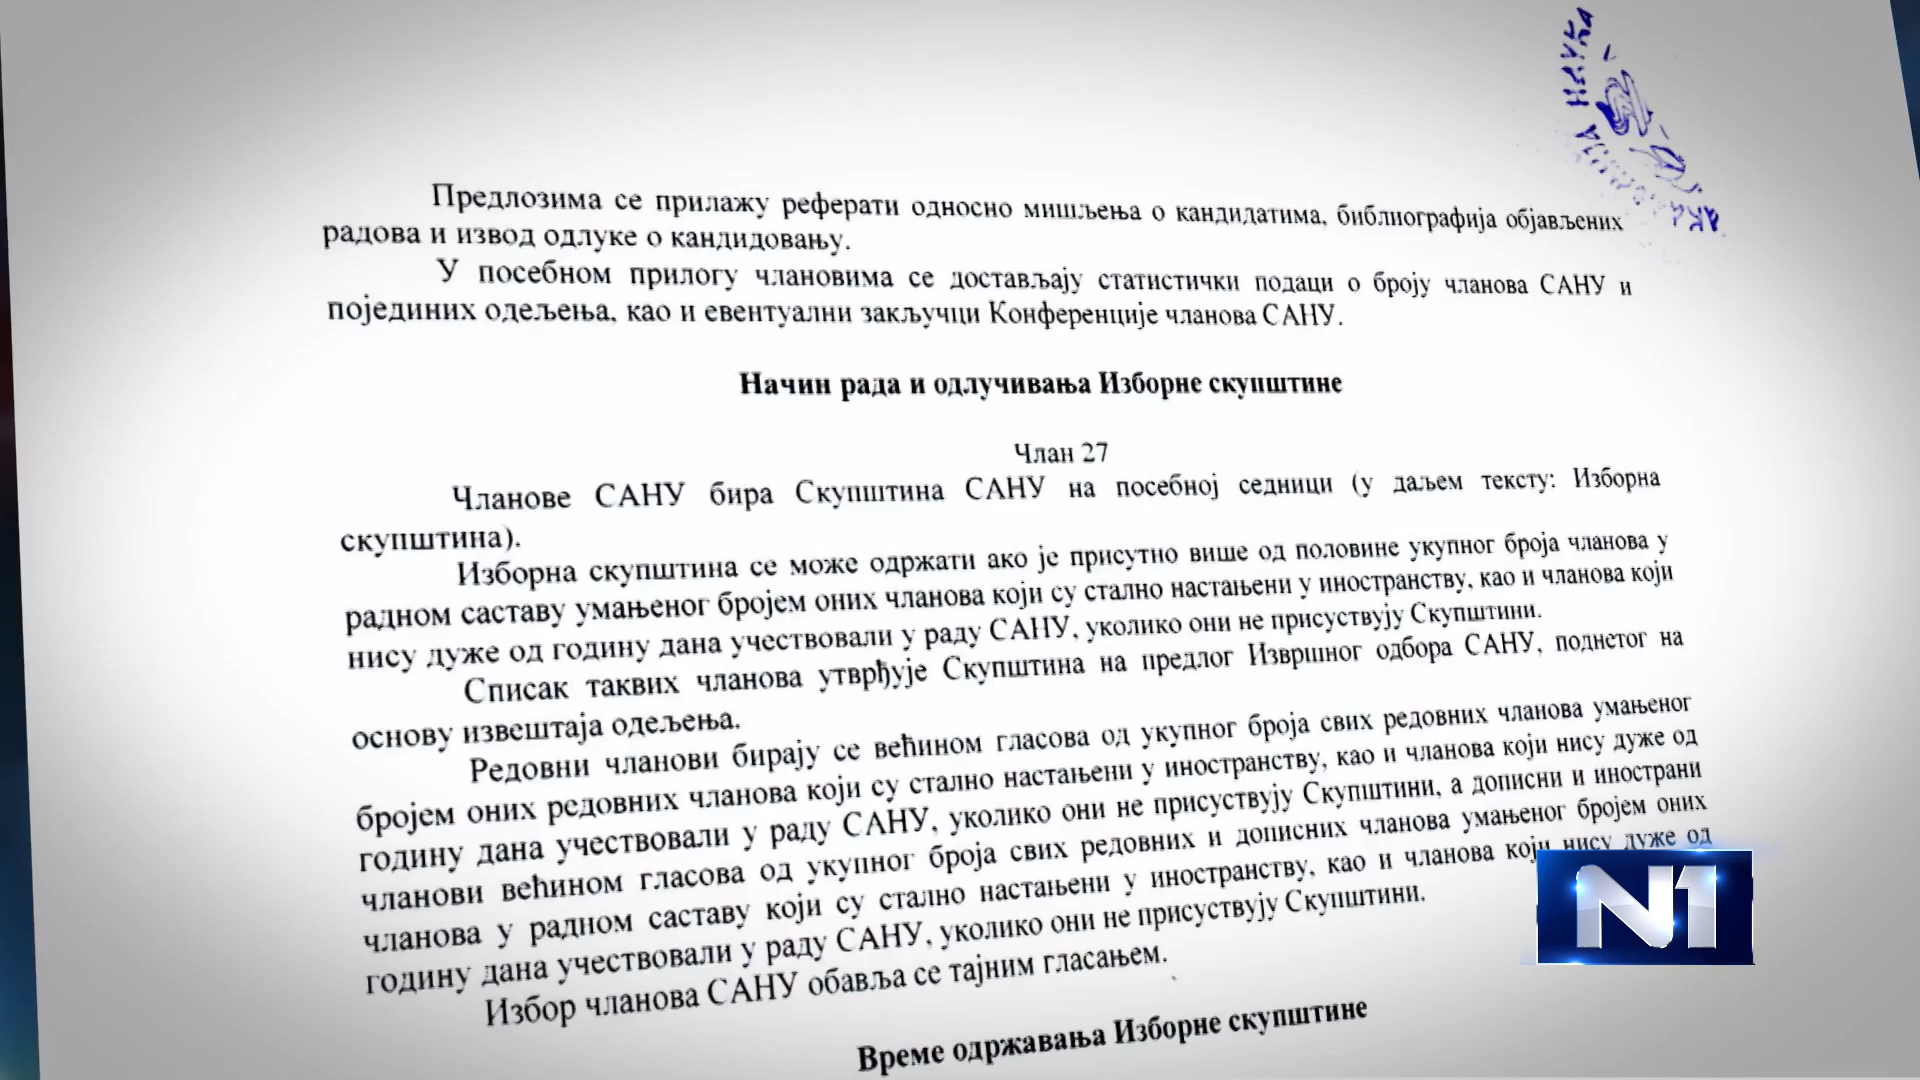 НАУКА
Предлозима се прилажу реферати односно мишљења о кандидатима, библиографија објављених
радова и извод одлуке о кандидовању.
У посебном прилогу члановима се достављају статистички подаци о броју чланова САНУ и
појединих одељења, као и евентуални закључци Конференције чланова САНУ.
Начин рада и одлучивања Изборне скупштине
Члан 27
Чланове САНУ бира Скупштина САНУ на посебној седници (у даљем тексту: Изборна
скупштина).
Изборна скупштина се може одржати ако је присутно више од половине укупног броја чланова у
радном саставу умањеног бројем оних чланова који су стално настањени у иностранству, као и чланова који
нису дуже од годину дана учествовали у раду САНУ, уколико они не присуствују Скупштини.
Списак таквих чланова утврђује Скупштина на предлог Извршног одбора САНУ, поднетог на
основу извештаја одељења.
Редовни чланови бирају се већином гласова од укупног броја свих редовних чланова умањеног
бројем оних редовних чланова који су стално настањени у иностранству, као и чланова који нису дуже од
годину дана учествовали у раду САНУ, уколико они не присуствују Скупштини, а дописни и инострани
чланови већином гласова од укупног броја свих редовних и дописних чланова умањеног бројем оних
чланова у радном саставу који су стално настањени у иностранству, као и чланова који нису дуже од
годину дана учествовали у раду САНУ, уколико они не присуствују Скупштини.
Избор чланова САНУ обавља се тајним гласањем.
Време одржавања Изборне скупштине
N1